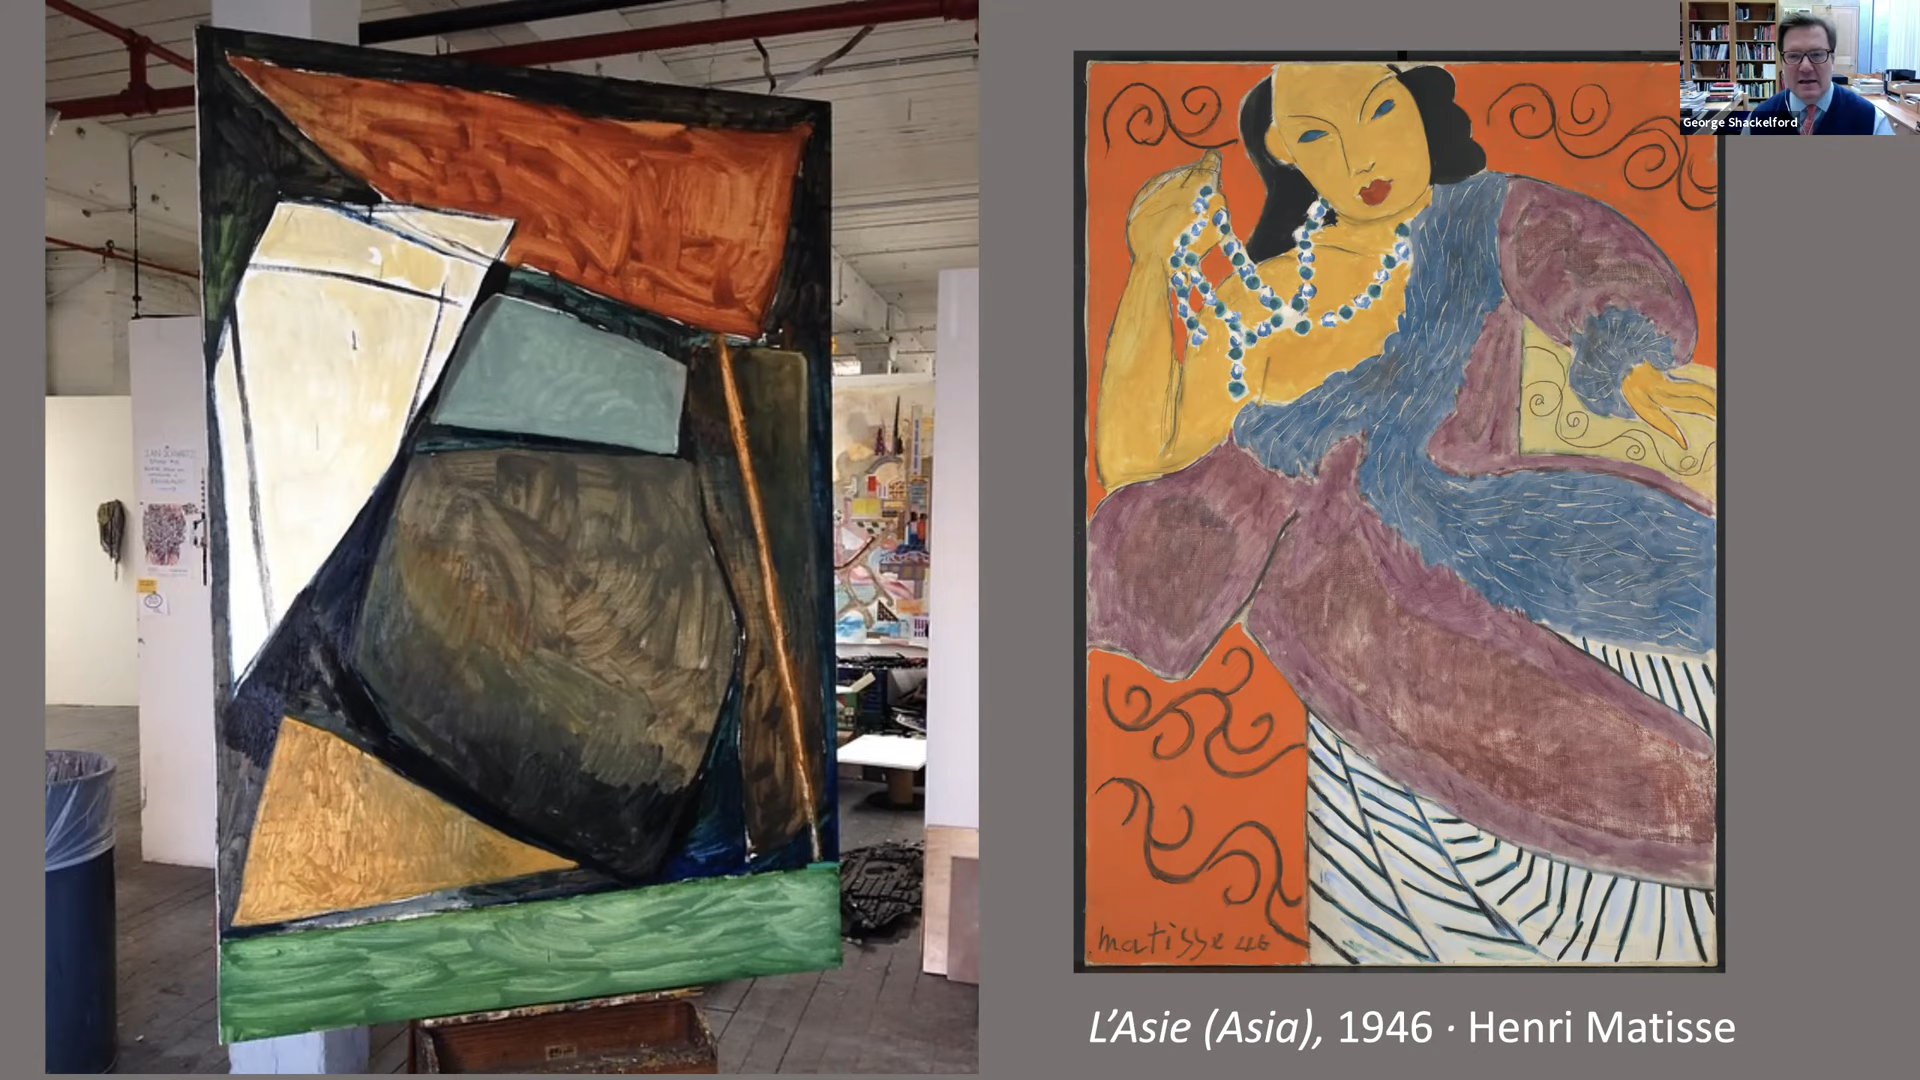 George Shackelford
matisse 46
L'Asie (Asia), 1946 · Henri Matisse